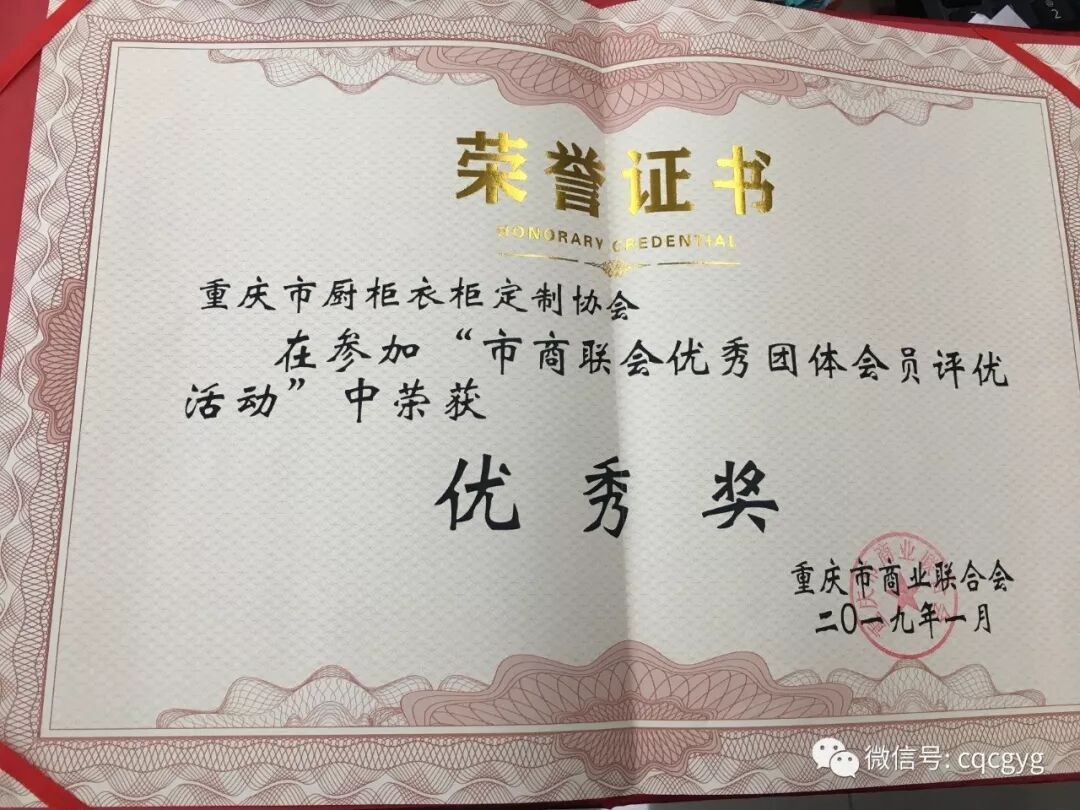 荣誉证书
HONORARY CREDENTIAL
重庆市厨柜衣柜定制协会
在参加“市商联会优秀团体会员评优
活动”中荣获
优秀奖
重庆市商业联合会
二〇一九年一月
微信号: cqcgyg